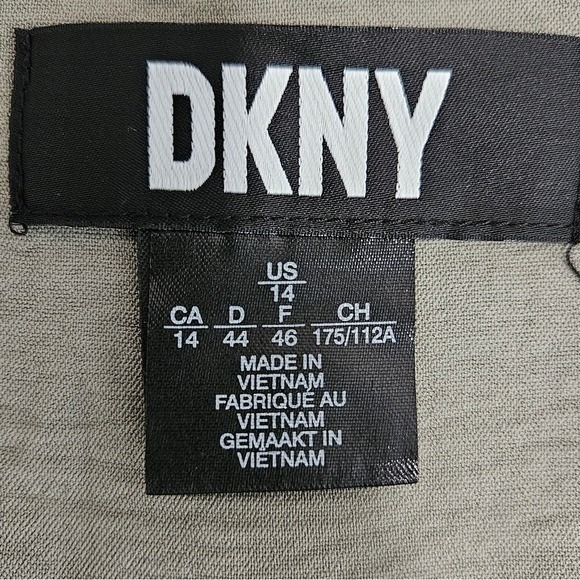 DKNY
US
14
CA D F CH
14 44 46 175/112A
MADE IN
VIETNAM
FABRIQUÉ AU
VIETNAM
GEMAAKT IN
VIETNAM